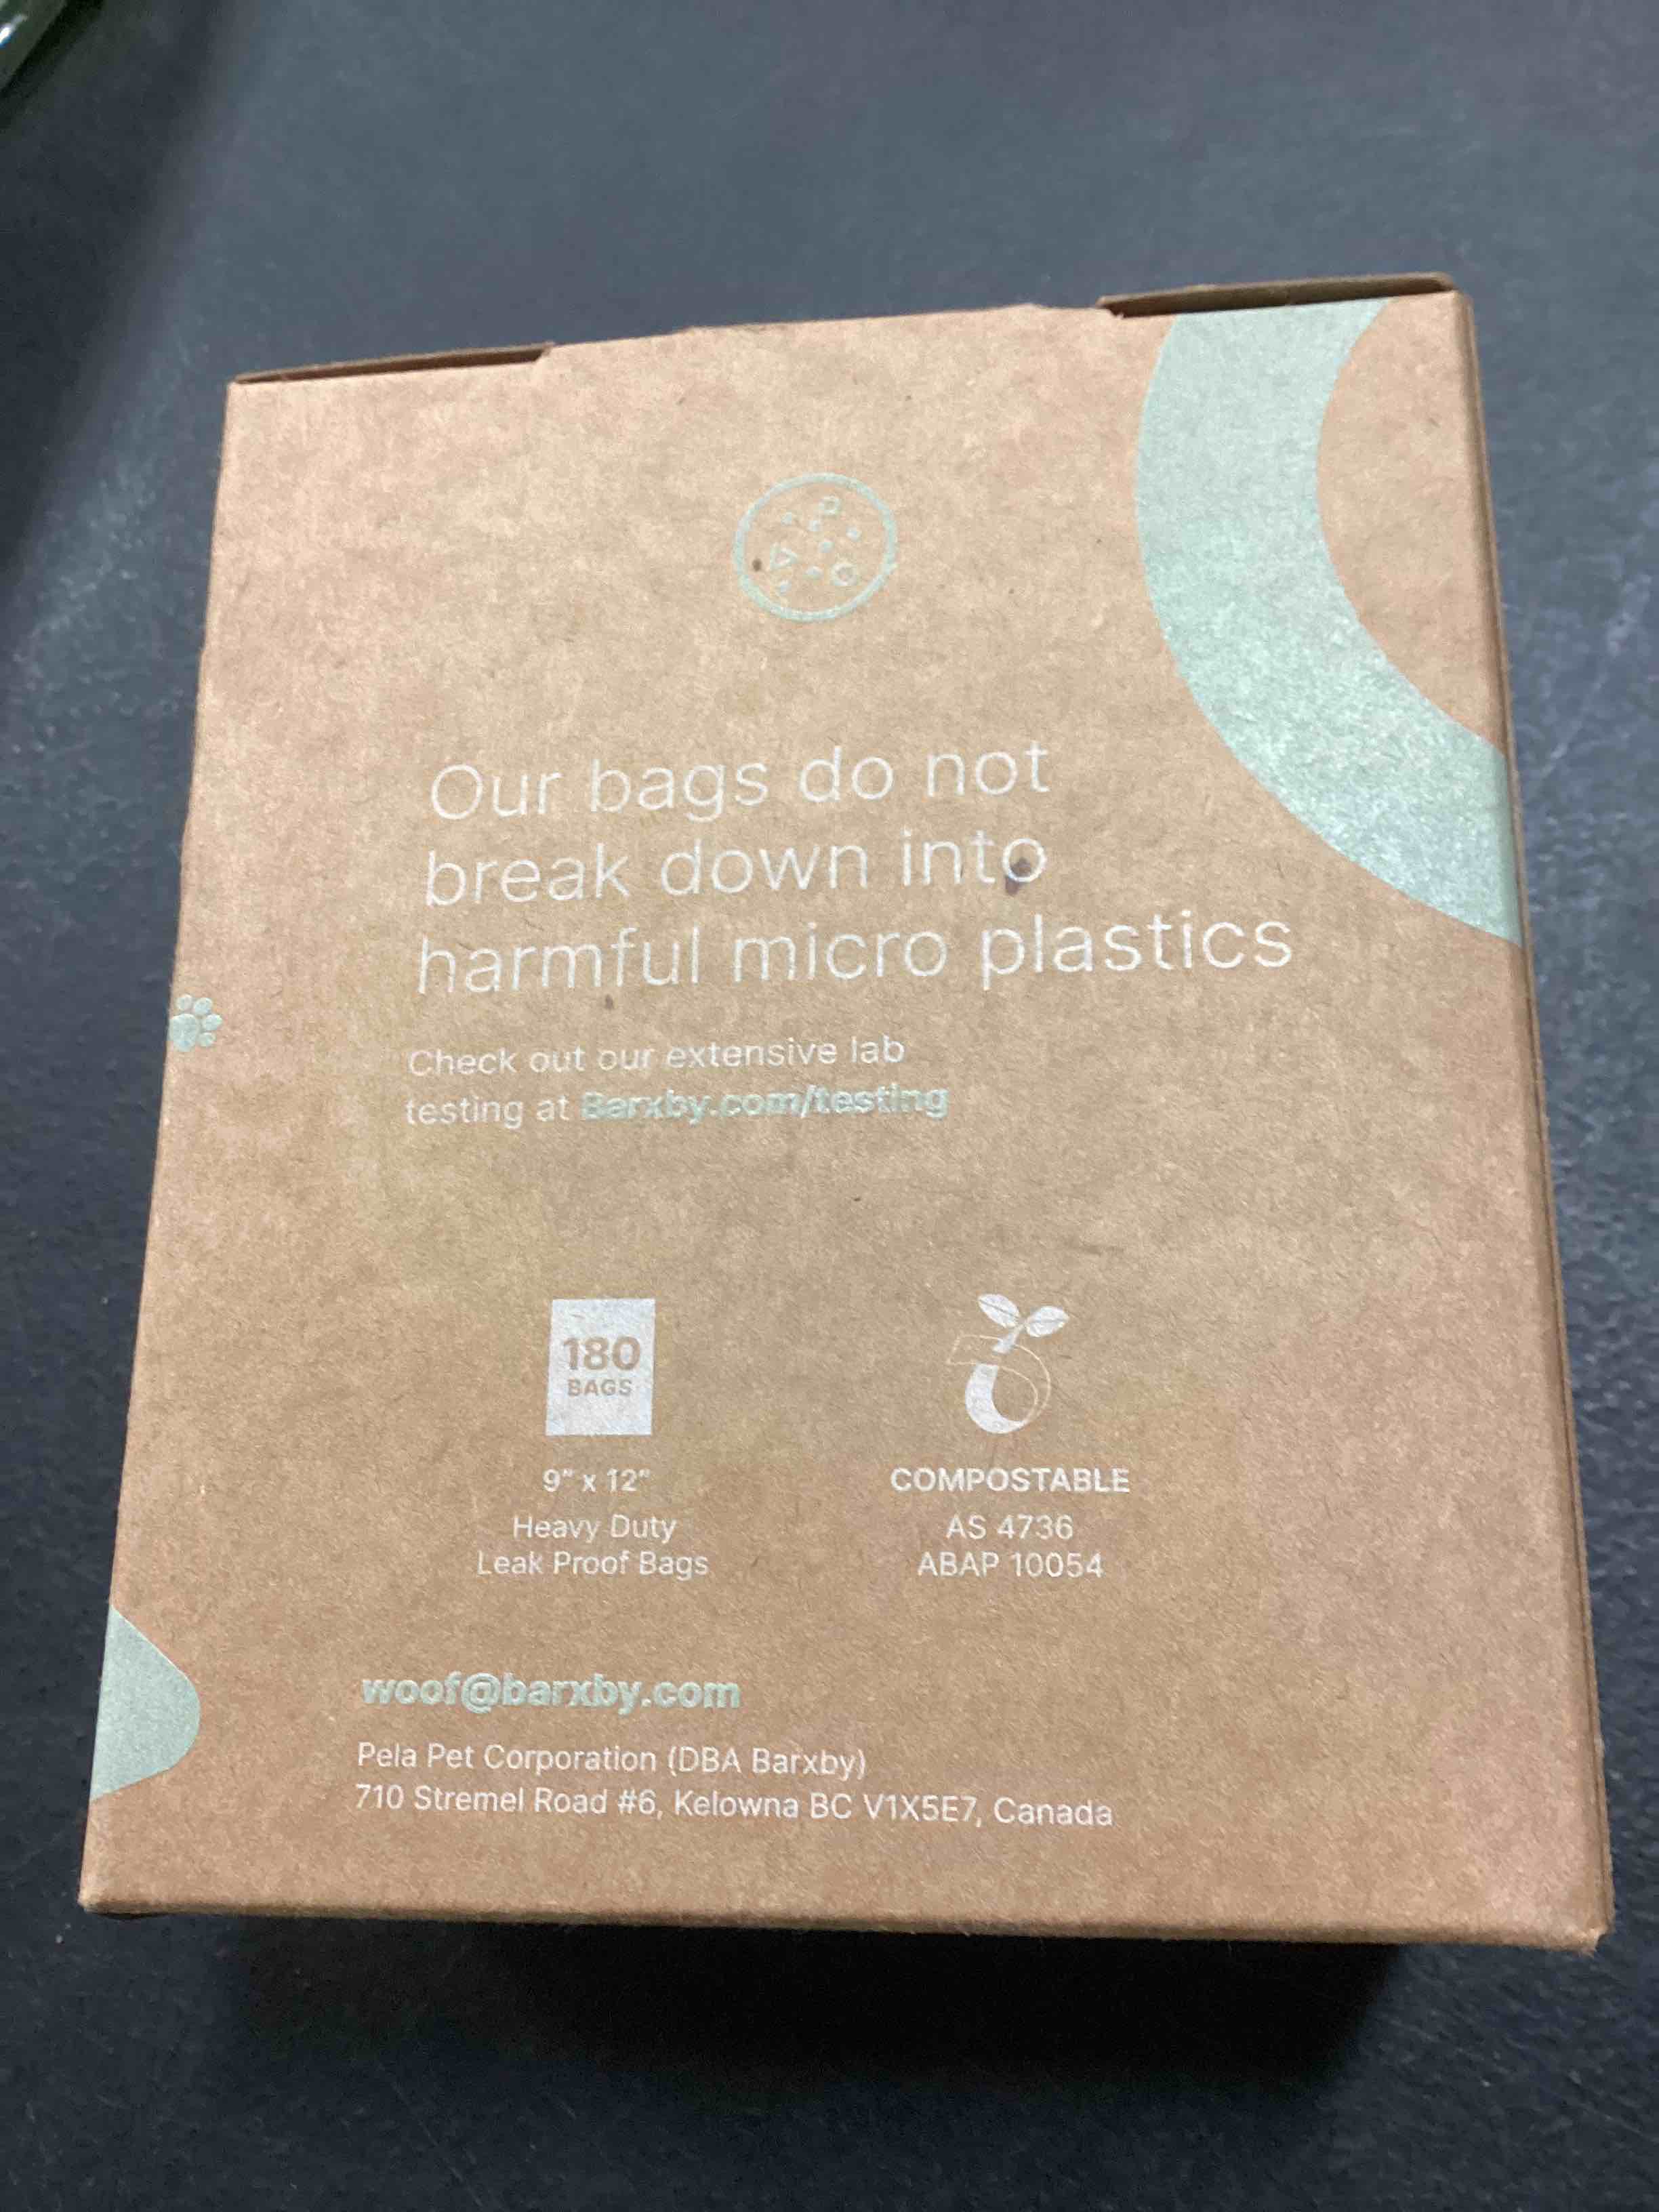 Our bags do not
break down into
harmful micro plastics
Check out our extensive lab
testing at Barxby.com/testing
180
BAGS
9" x 12"
Heavy Duty
Leak Proof Bags
COMPOSTABLE
AS 4736
ABAP 10054
woof@barxby.com
Pela Pet Corporation (DBA Barxby)
710 Stremel Road #6, Kelowna BC V1X5E7, Canada